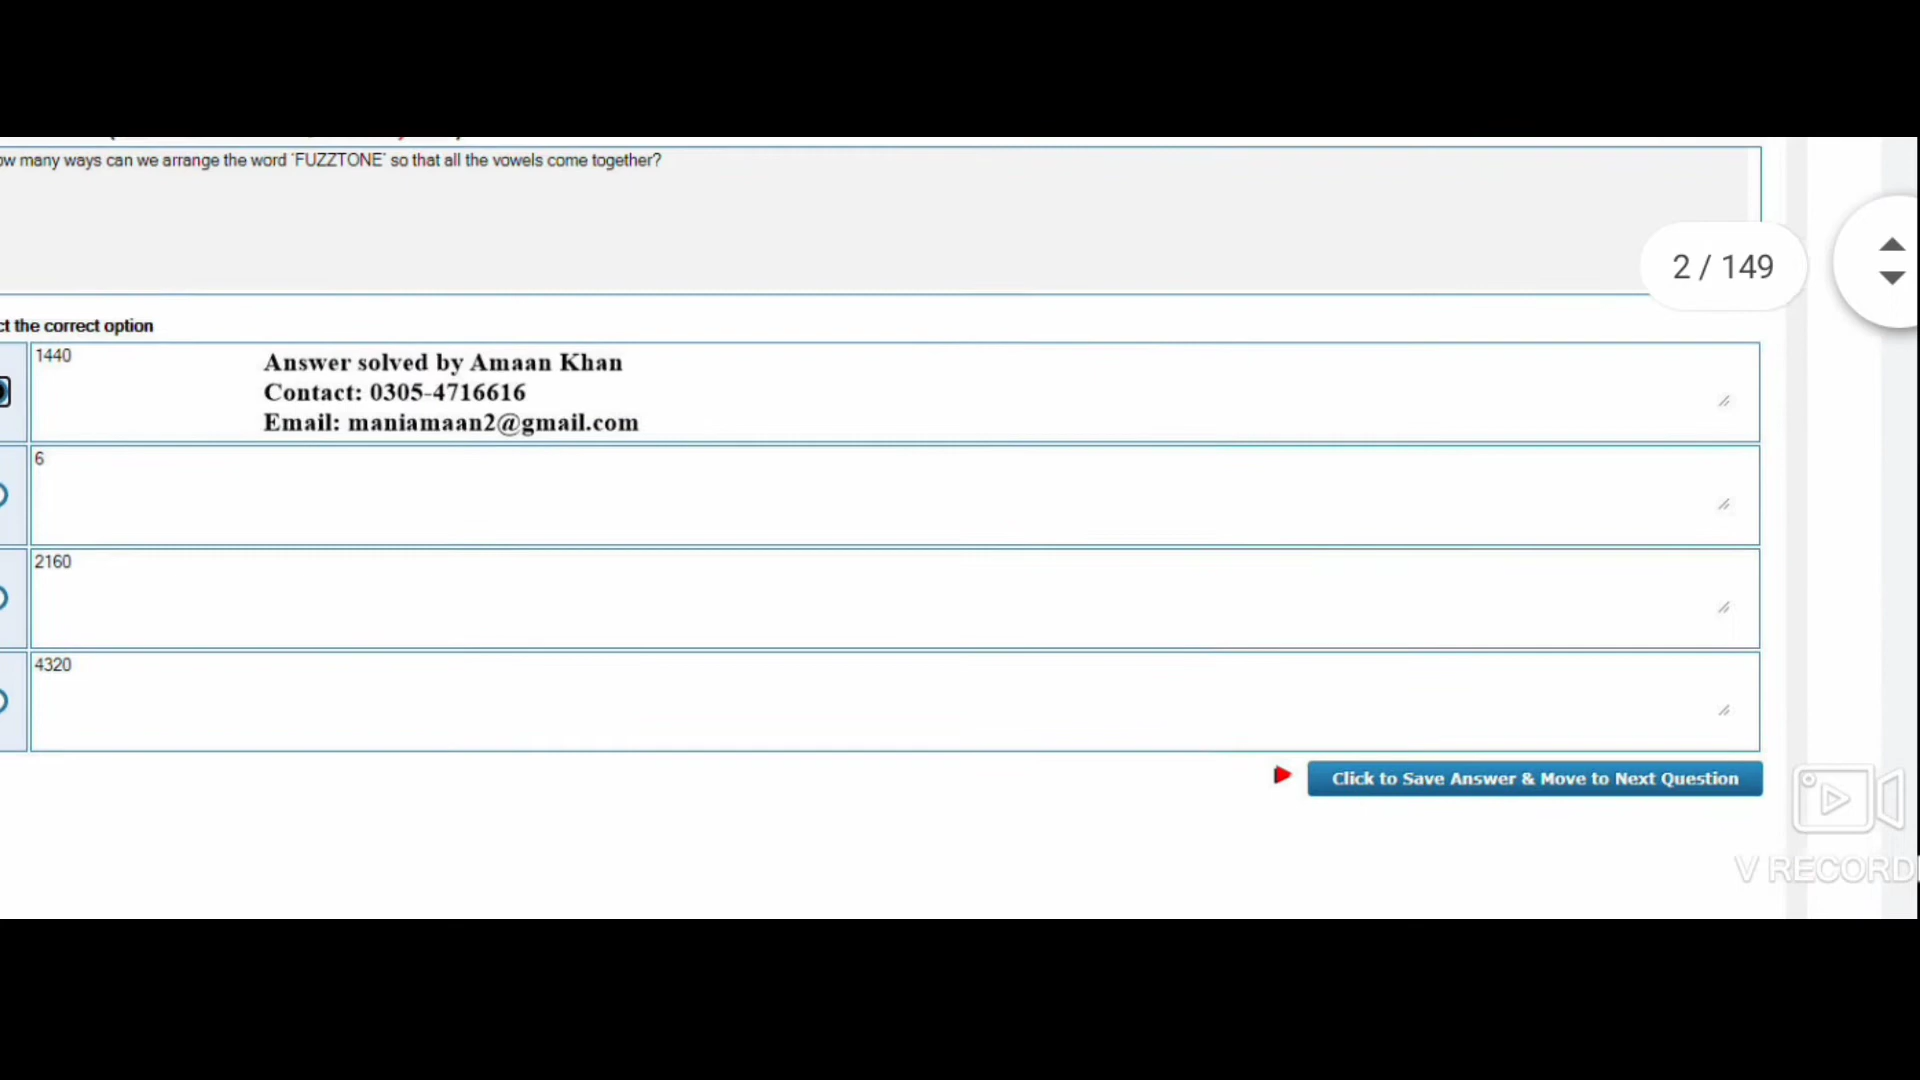 ow many ways can we arrange the word 'FUZZTONE' so that all the vowels come together?
2 / 149
ct the correct option
1440
Answer solved by Amaan Khan
Contact: 0305-4716616
Email: maniamaan2@gmail.com
6
2160
4320
Click to Save Answer & Move to Next Question
V RECORD